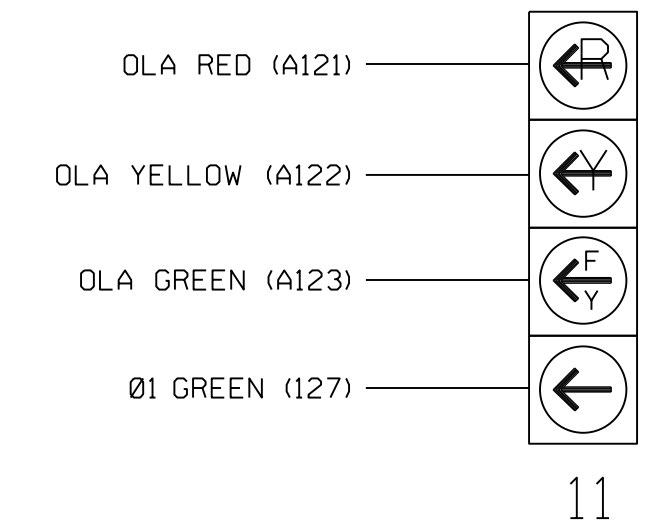 OLA RED (A121)
R
OLA YELLOW (A122)
Y
OLA GREEN (A123)
F
Y
Ø1 GREEN (127)
11